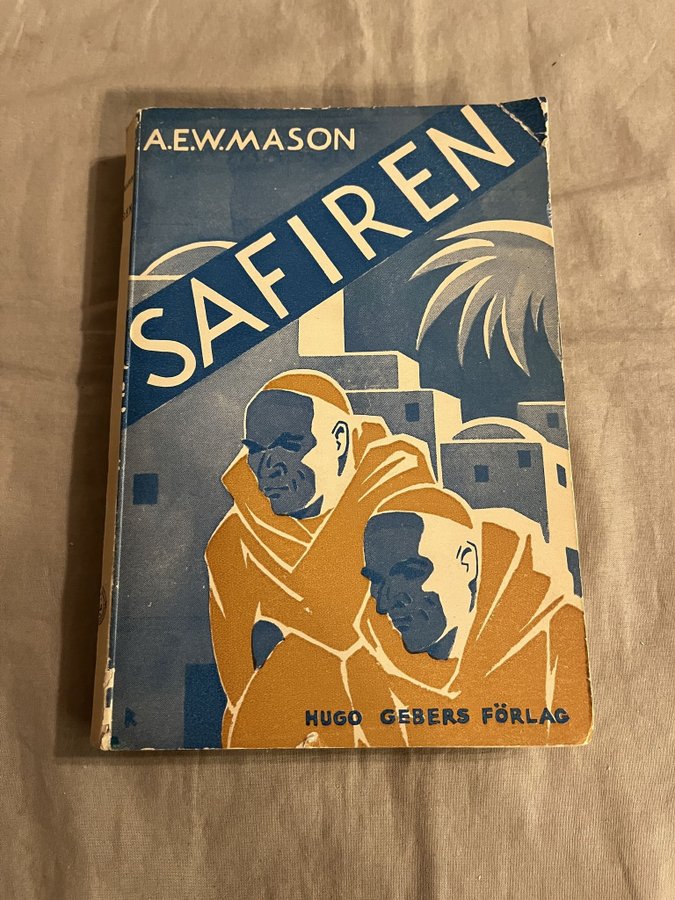 A.E.W.MASON
SAFIREN
HUGO GEBERS FÖRLAG
R